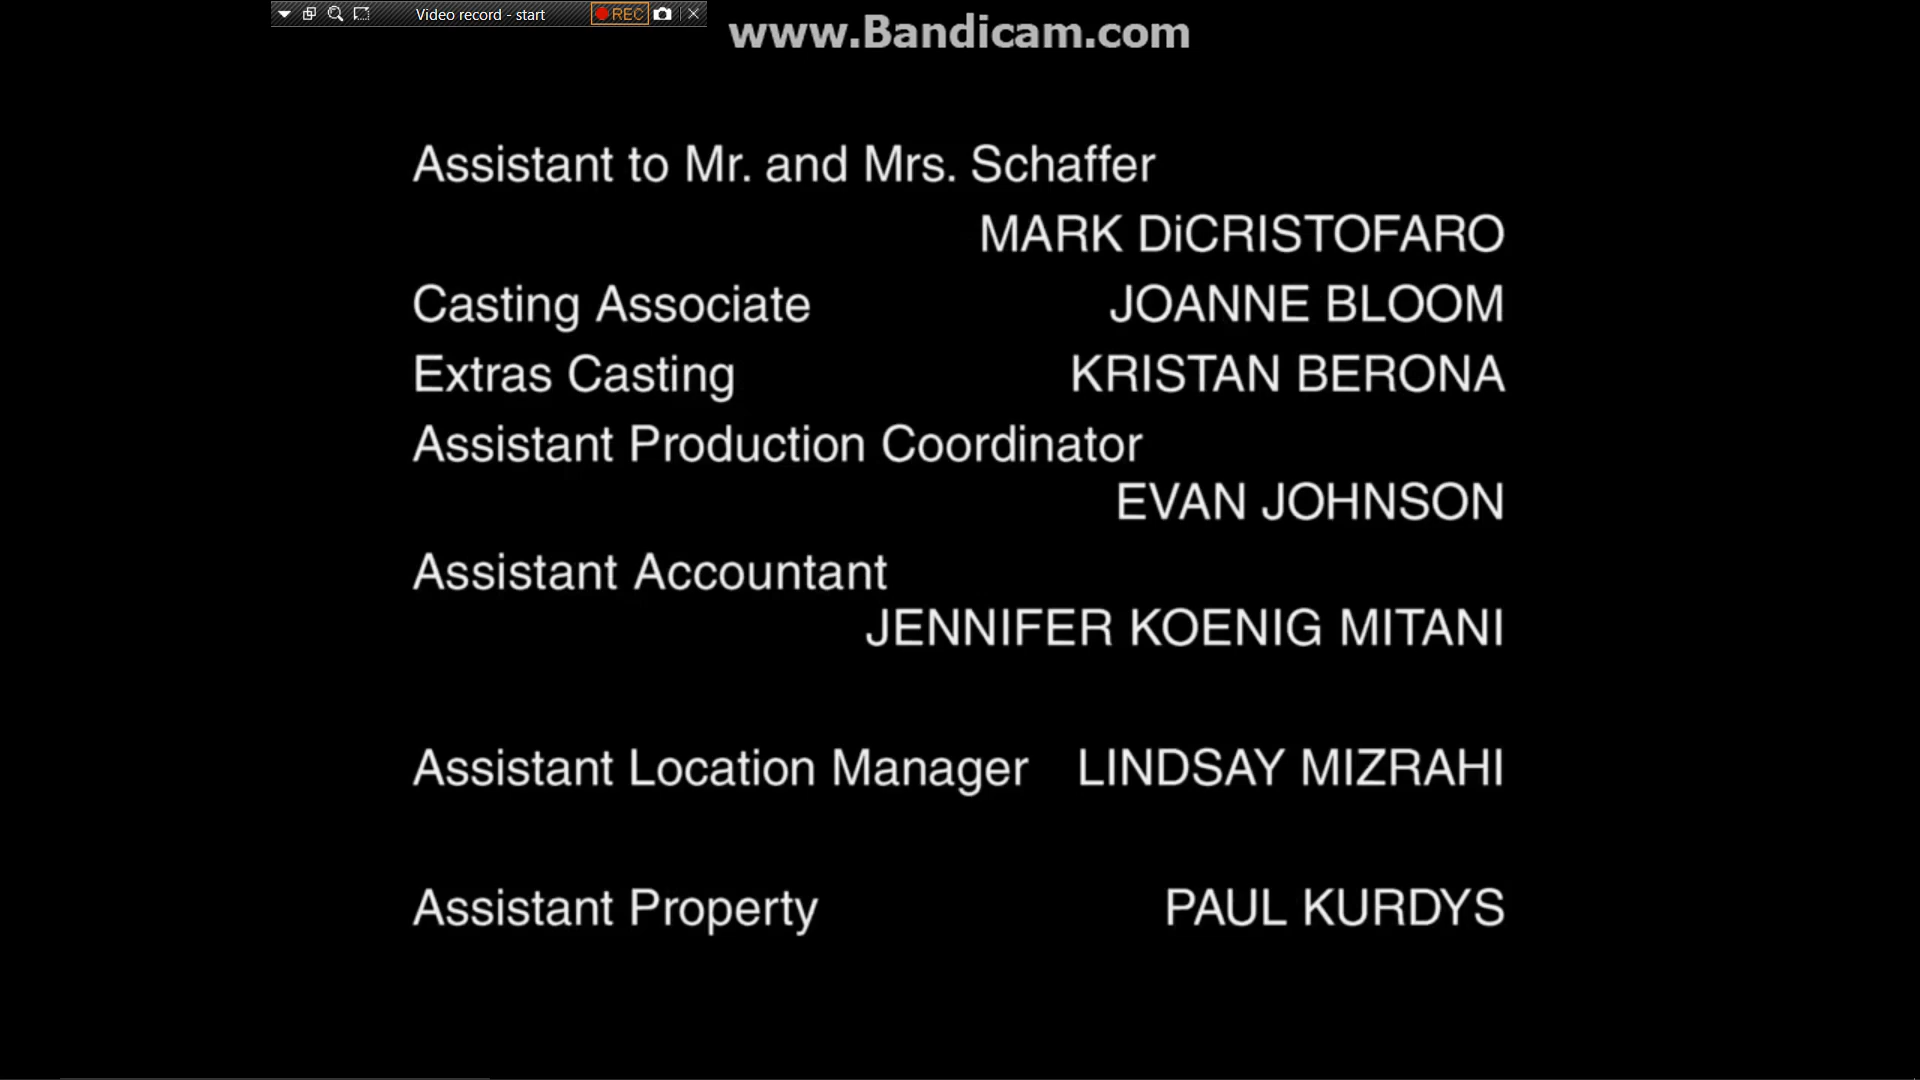 Video record - start
REC
www.Bandicam.com
Assistant to Mr. and Mrs. Schaffer
MARK DiCRISTOFARO
Casting Associate JOANNE BLOOM
Extras Casting KRISTAN BERONA
Assistant Production Coordinator
EVAN JOHNSON
Assistant Accountant
JENNIFER KOENIG MITANI
Assistant Location Manager LINDSAY MIZRAHI
Assistant Property PAUL KURDYS